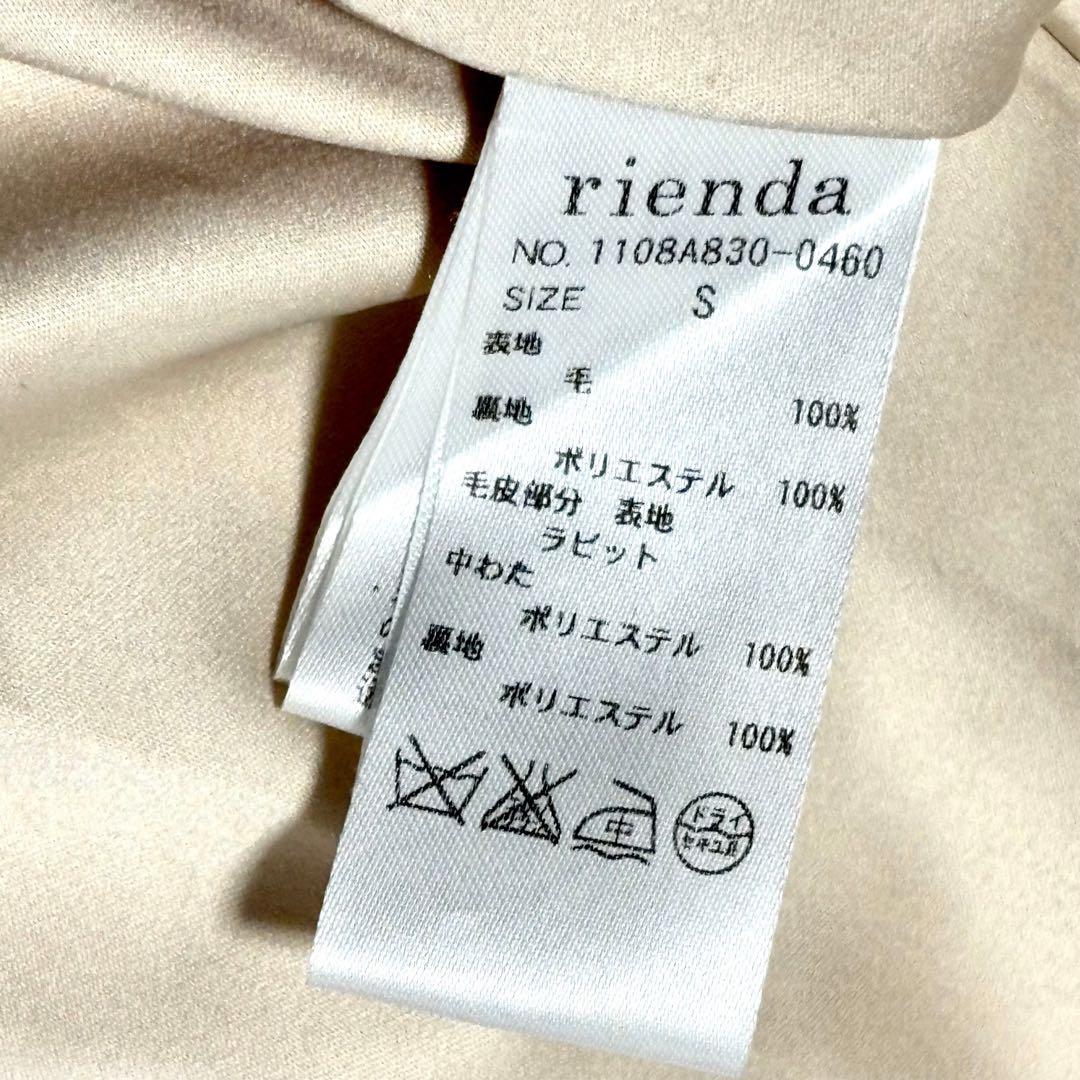 rienda
NO. 1108A830-0460
SIZE S
表地
毛 100%
裏地
ポリエステル 100%
毛皮部分 表地
ラビット
中わた
ポリエステル 100%
裏地
ポリエステル 100%
中
ドライ
セキユ系